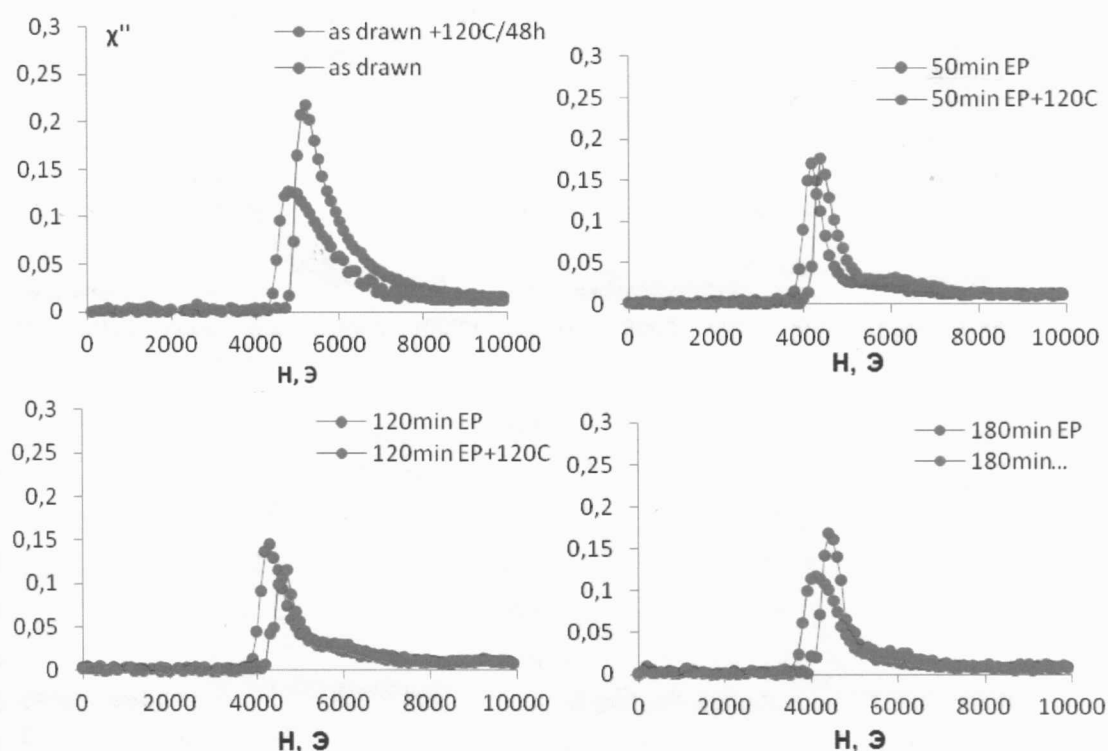 χ''
as drawn +120C/48h
as drawn
0,3
0,25
0,2
0,15
0,1
0,05
0
0 2000 4000 6000 8000 10000
H, Э
50min EP
50min EP+120C
0,3
0,25
0,2
0,15
0,1
0,05
0
0 2000 4000 6000 8000 10000
H, Э
120min EP
120min EP+120C
0,3
0,25
0,2
0,15
0,1
0,05
0
0 2000 4000 6000 8000 10000
H, Э
180min EP
180min...
0,3
0,25
0,2
0,15
0,1
0,05
0
0 2000 4000 6000 8000 10000
H, Э